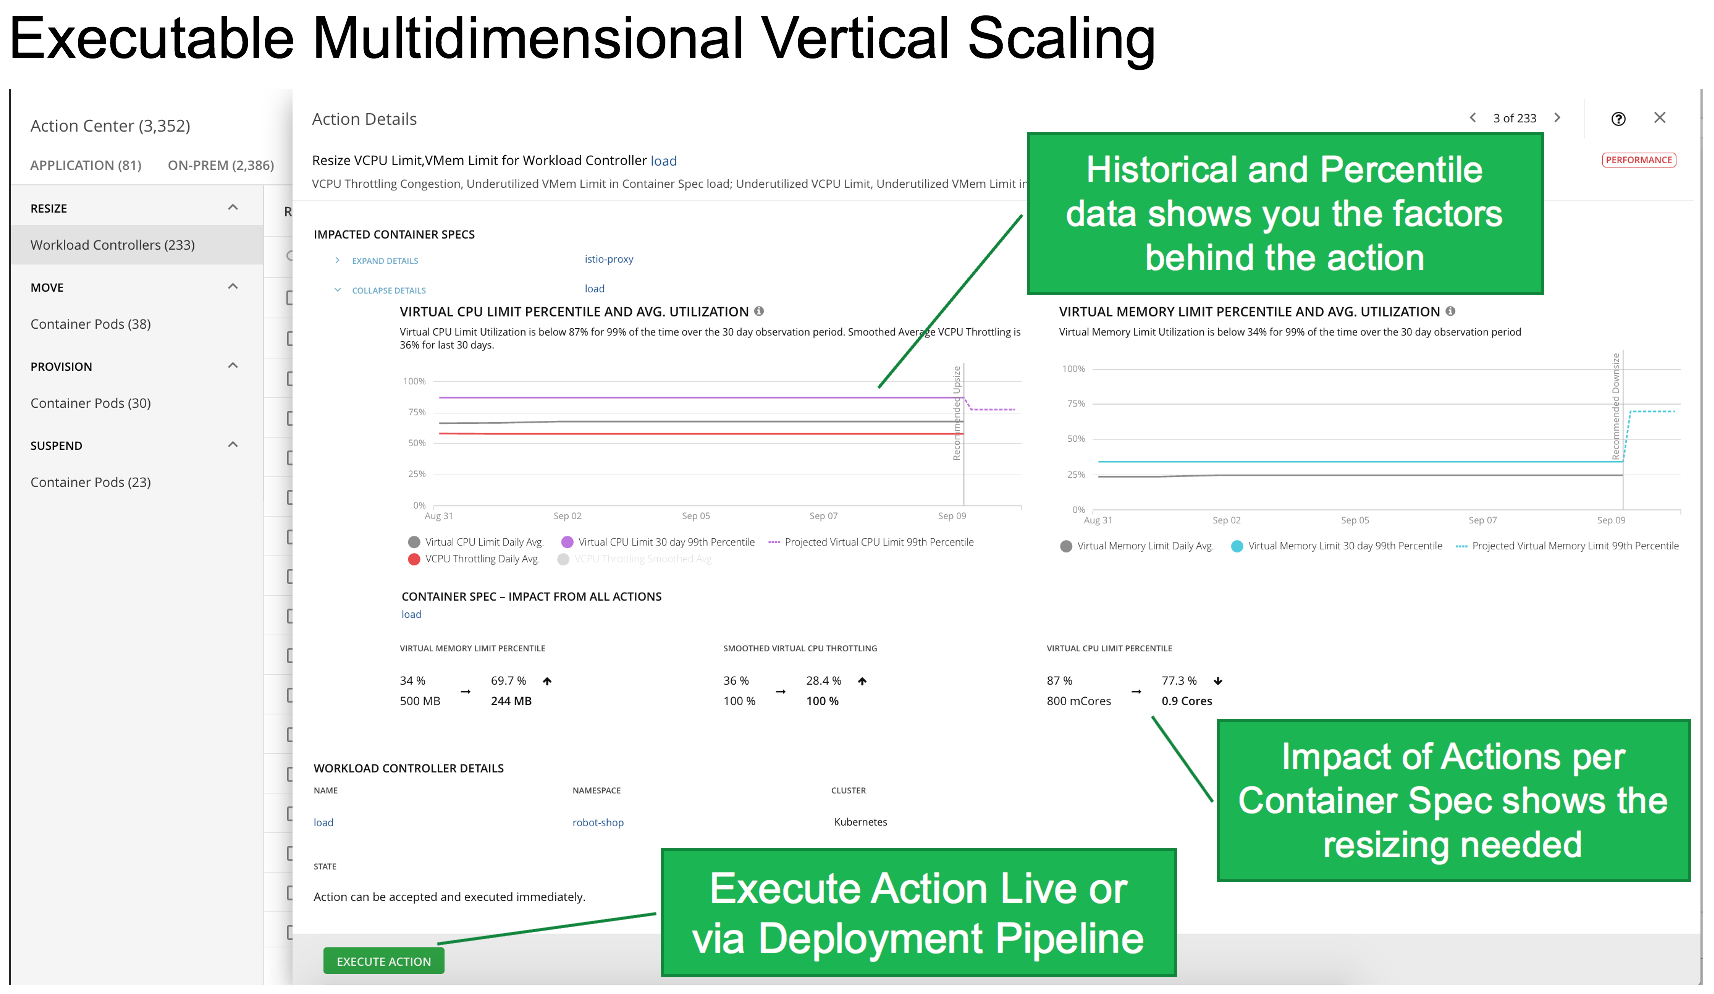 Executable Multidimensional Vertical Scaling
Action Center (3,352)
APPLICATION (81) ON-PREM (2,386)
RESIZE
Workload Controllers (233)
MOVE
Container Pods (38)
PROVISION
Container Pods (30)
SUSPEND
Container Pods (23)
Action Details
3 of 233
PERFORMANCE
Resize VCPU Limit,VMem Limit for Workload Controller load
VCPU Throttling Congestion, Underutilized VMem Limit in Container Spec load; Underutilized VCPU Limit, Underutilized VMem Limit in
Historical and Percentile
data shows you the factors
behind the action
IMPACTED CONTAINER SPECS
EXPAND DETAILS istio-proxy
COLLAPSE DETAILS load
VIRTUAL CPU LIMIT PERCENTILE AND AVG. UTILIZATION
Virtual CPU Limit Utilization is below 87% for 99% of the time over the 30 day observation period. Smoothed Average VCPU Throttling is
36% for last 30 days.
100%
75%
50%
25%
0%
Recommended Upsize
Aug 31 Sep 02 Sep 05 Sep 07 Sep 09
Virtual CPU Limit Daily Avg. Virtual CPU Limit 30 day 99th Percentile Projected Virtual CPU Limit 99th Percentile
VCPU Throttling Daily Avg. VCPU Throttling Smoothed Avg.
VIRTUAL MEMORY LIMIT PERCENTILE AND AVG. UTILIZATION
Virtual Memory Limit Utilization is below 34% for 99% of the time over the 30 day observation period
100%
75%
50%
25%
0%
Recommended Downsize
Aug 31 Sep 02 Sep 05 Sep 07 Sep 09
Virtual Memory Limit Daily Avg. Virtual Memory Limit 30 day 99th Percentile Projected Virtual Memory Limit 99th Percentile
CONTAINER SPEC – IMPACT FROM ALL ACTIONS
load
VIRTUAL MEMORY LIMIT PERCENTILE
34 % → 69.7 % ↑
500 MB 244 MB
SMOOTHED VIRTUAL CPU THROTTLING
36 % → 28.4 % ↑
100 % 100 %
VIRTUAL CPU LIMIT PERCENTILE
87 % → 77.3 % ↓
800 mCores 0.9 Cores
Impact of Actions per
Container Spec shows the
resizing needed
WORKLOAD CONTROLLER DETAILS
NAME NAMESPACE CLUSTER
load robot-shop Kubernetes
STATE
Action can be accepted and executed immediately.
Execute Action Live or
via Deployment Pipeline
EXECUTE ACTION